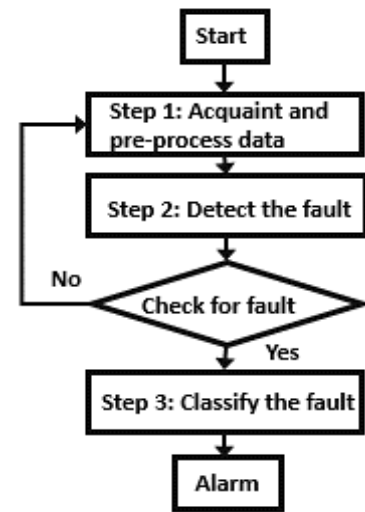 Start
Step 1: Acquaint and
pre-process data
Step 2: Detect the fault
No
Check for fault
Yes
Step 3: Classify the fault
Alarm